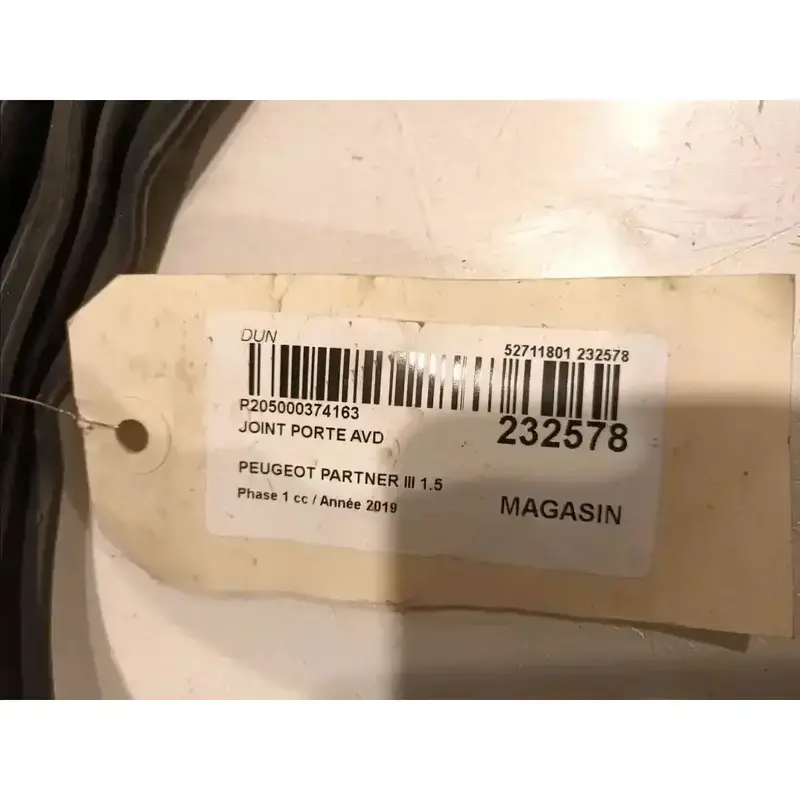 DUN
52711801 232578
P205000374163
JOINT PORTE AVD
232578
PEUGEOT PARTNER III 1.5
Phase 1 cc / Année 2019
MAGASIN